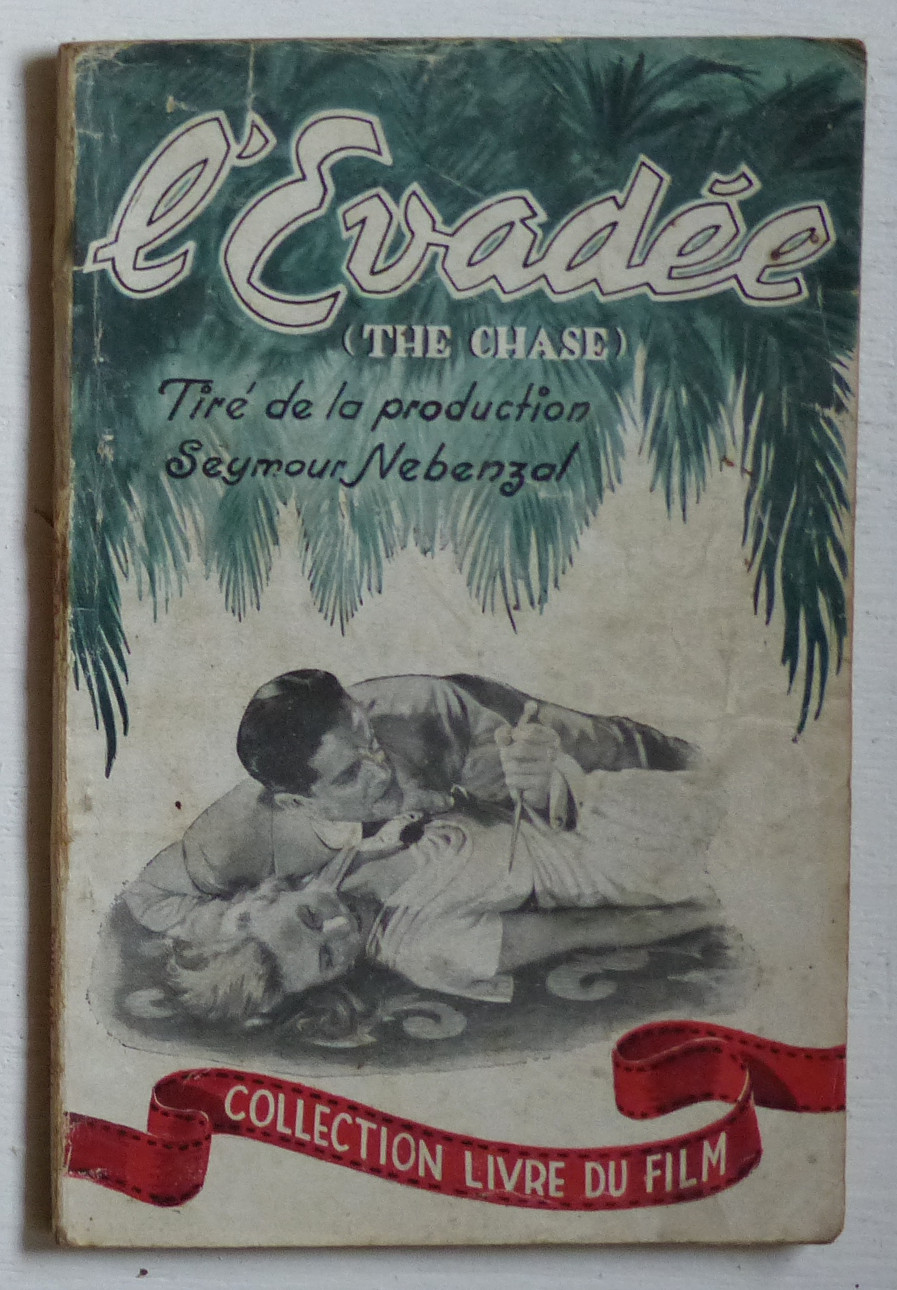 l'Evadée
(THE CHASE)
Tiré de la production
Seymour Nebenzal
COLLECTION LIVRE DU FILM